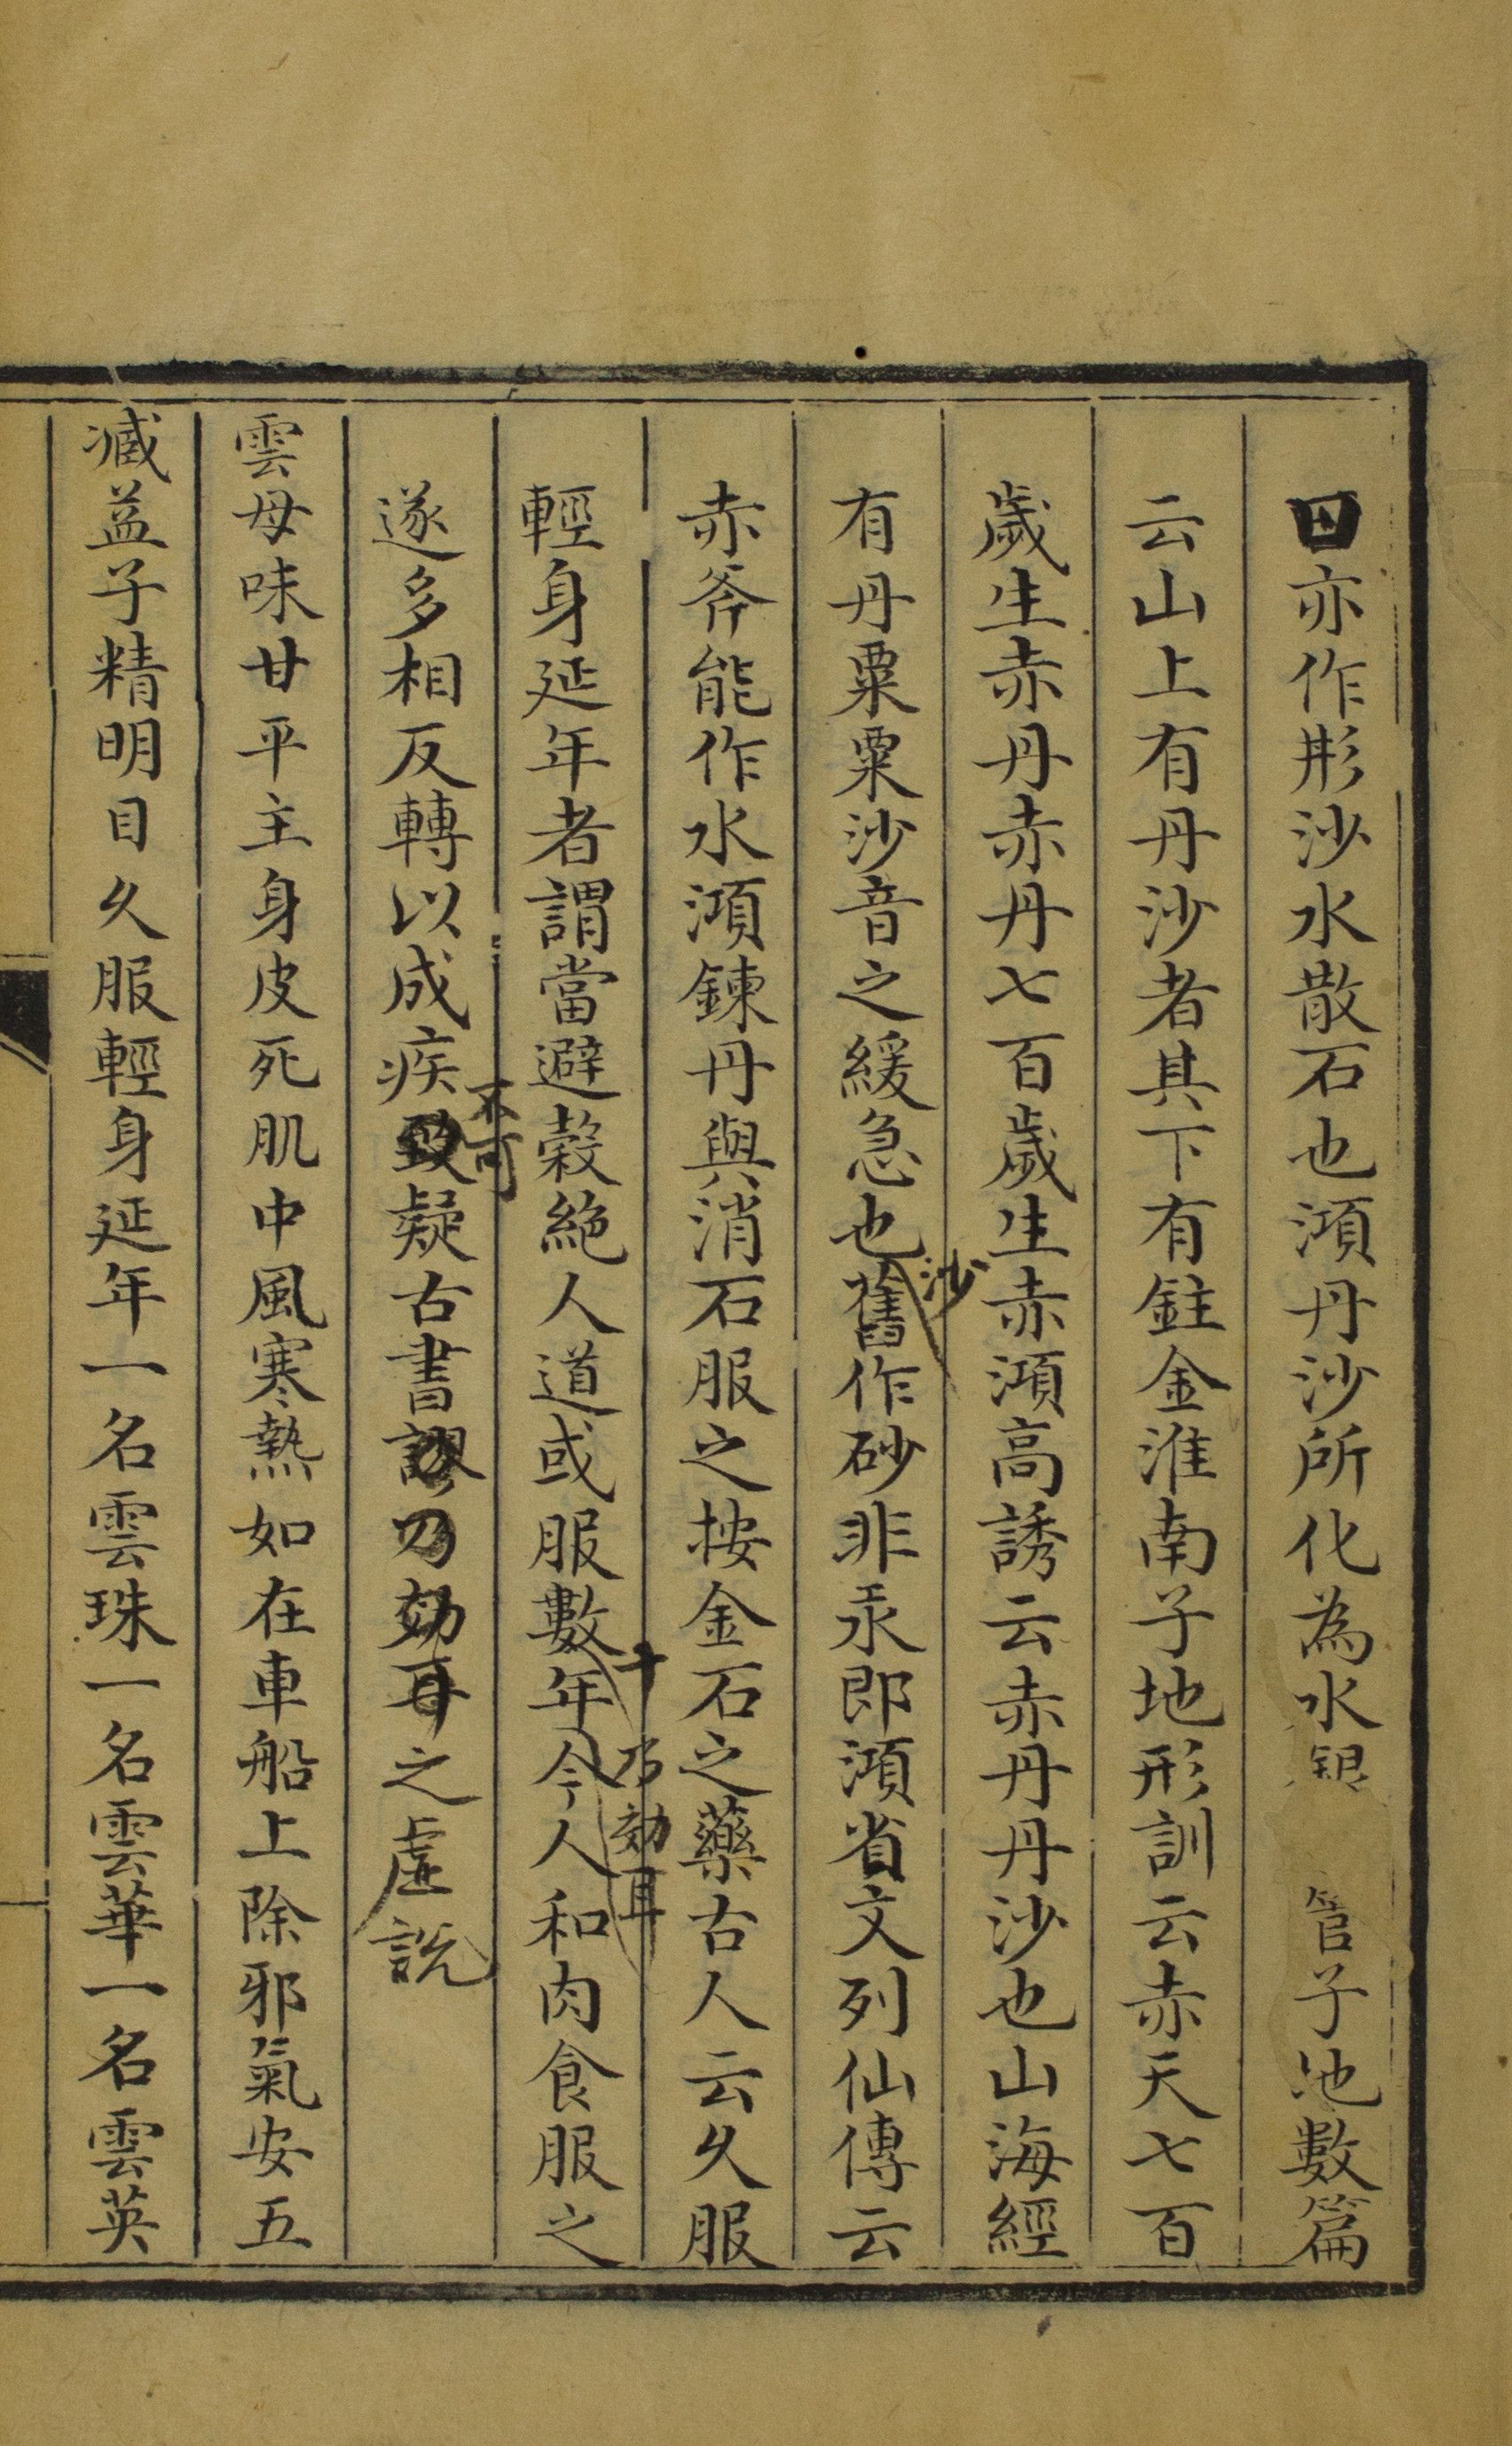 曰亦作彤沙水散石也澒丹沙所化為水銀　管子地數篇
云山上有丹沙者其下有鉒金淮南子地形訓云赤天七百
歲生赤丹赤丹七百歲生赤澒高誘云赤丹丹沙也山海經
有丹粟粟沙音之緩急也沙舊作砂非汞即澒省文列仙傳云
赤斧能作水澒鍊丹與消石服之按金石之藥古人云久服
輕身延年者謂當避穀絕人道或服數十年乃効耳今人和肉食服之
遂多相反轉以成疾不可疑古書之虛說
雲母味甘平主身皮死肌中風寒熱如在車船上除邪氣安五
臧益子精明目久服輕身延年一名雲珠一名雲華一名雲英